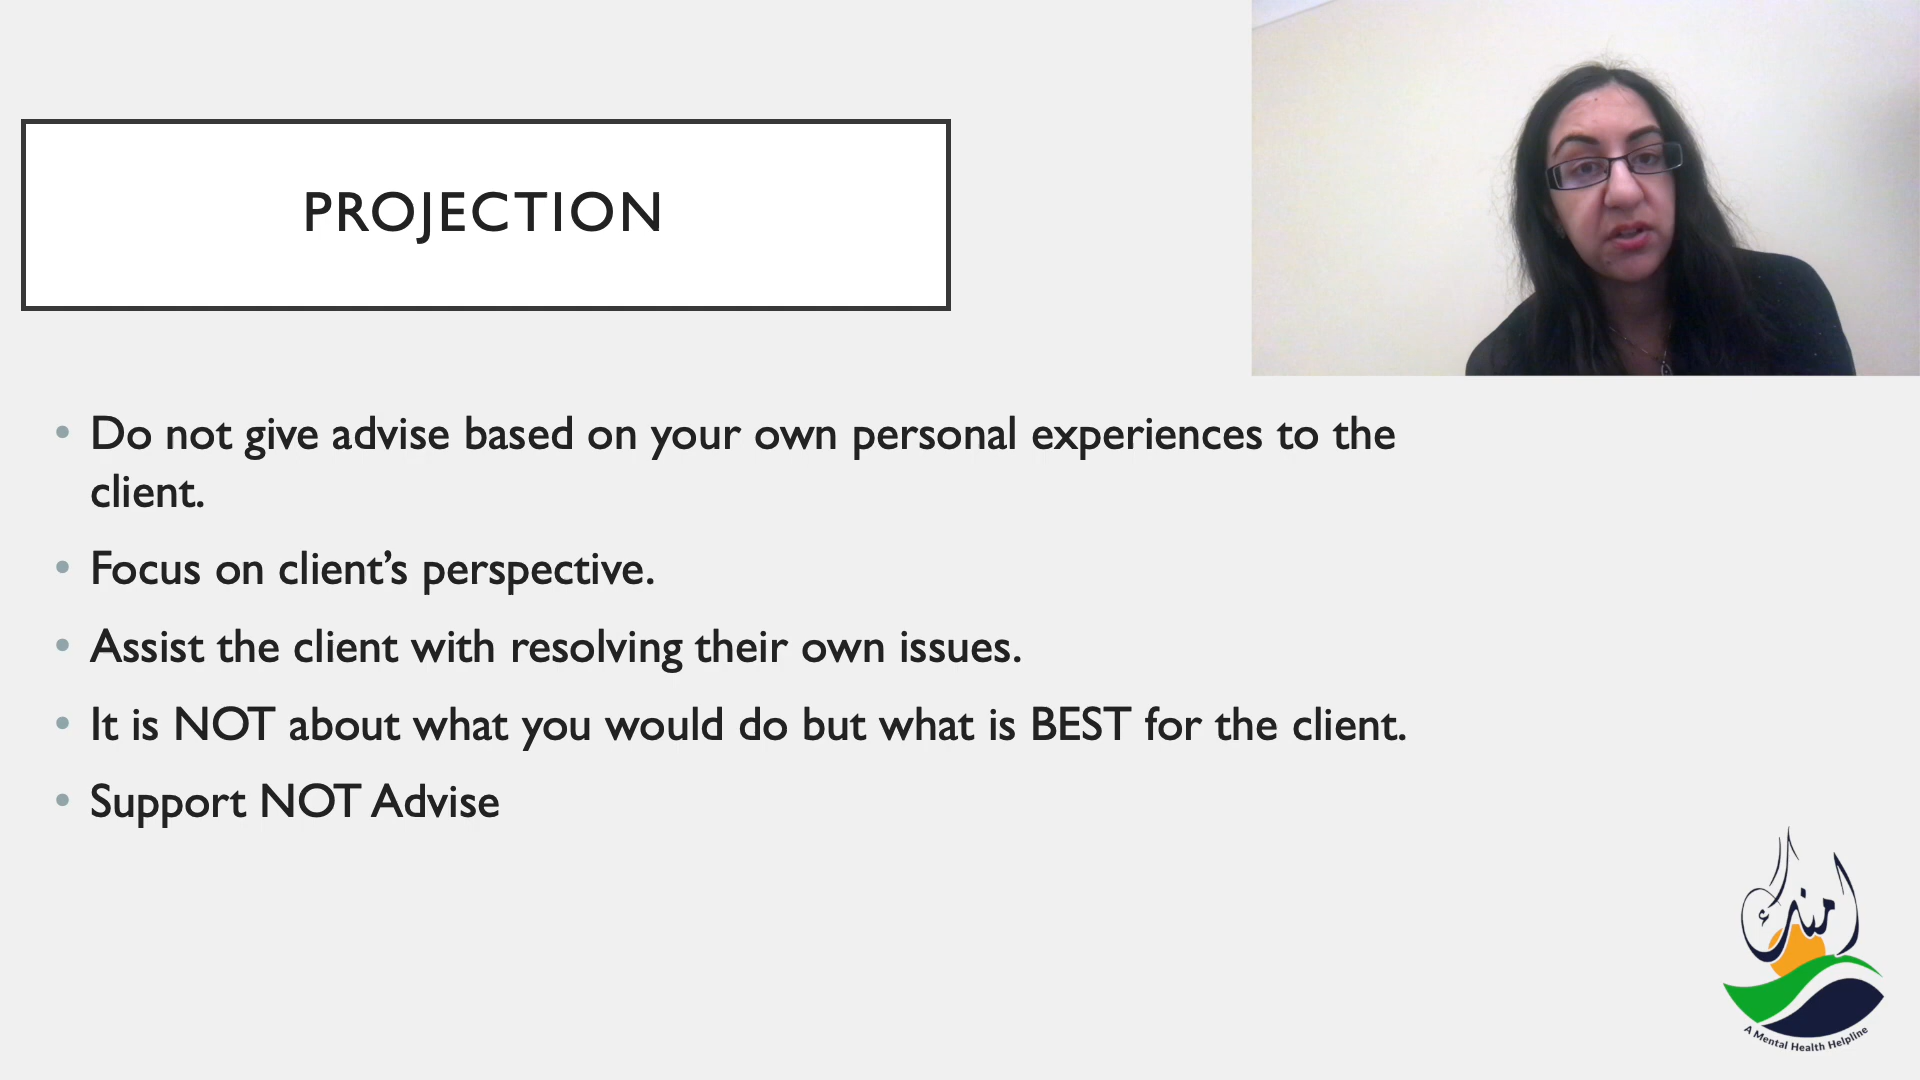 PROJECTION
• Do not give advise based on your own personal experiences to the
client.
• Focus on client’s perspective.
• Assist the client with resolving their own issues.
• It is NOT about what you would do but what is BEST for the client.
• Support NOT Advise
A Mental Health Helpline